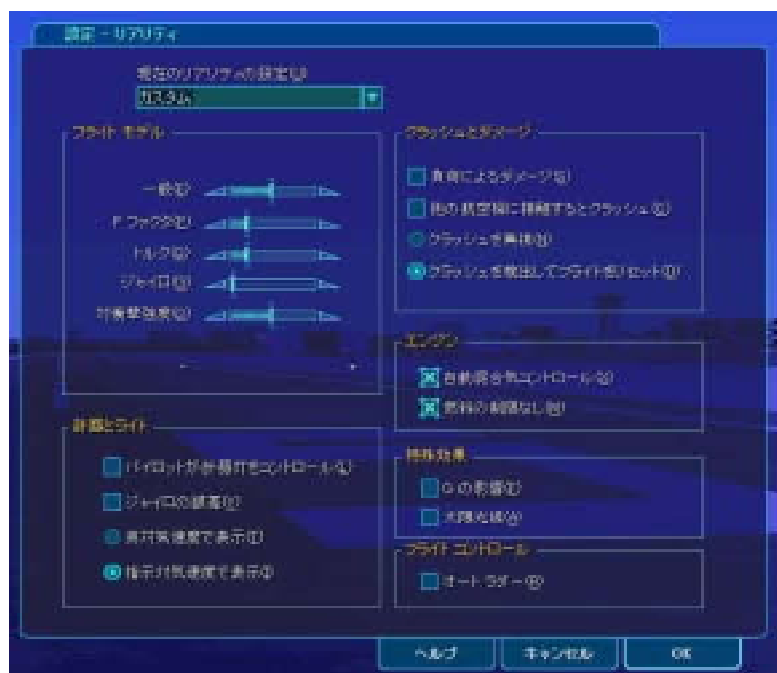 設定 - リアリティ
現在のリアリティの設定(U)
カスタム
フライト モデル
一般(E)
P ファクタ(P)
トルク(Q)
ジャイロ(G)
対衝撃強度(C)
計器とライト
パイロットが計器灯をコントロール(L)
ジャイロの誤差(Y)
真対気速度で表示(T)
指示対気速度で表示(I)
クラッシュとダメージ
負荷によるダメージ(S)
他の航空機に接触するとクラッシュ(C)
クラッシュを無視(N)
クラッシュを検出してフライトをリセット(D)
エンジン
自動混合気コントロール(X)
燃料の制限なし(M)
特殊効果
G の影響(F)
太陽光線(A)
フライト コントロール
オート ラダー(R)
ヘルプ
キャンセル
OK